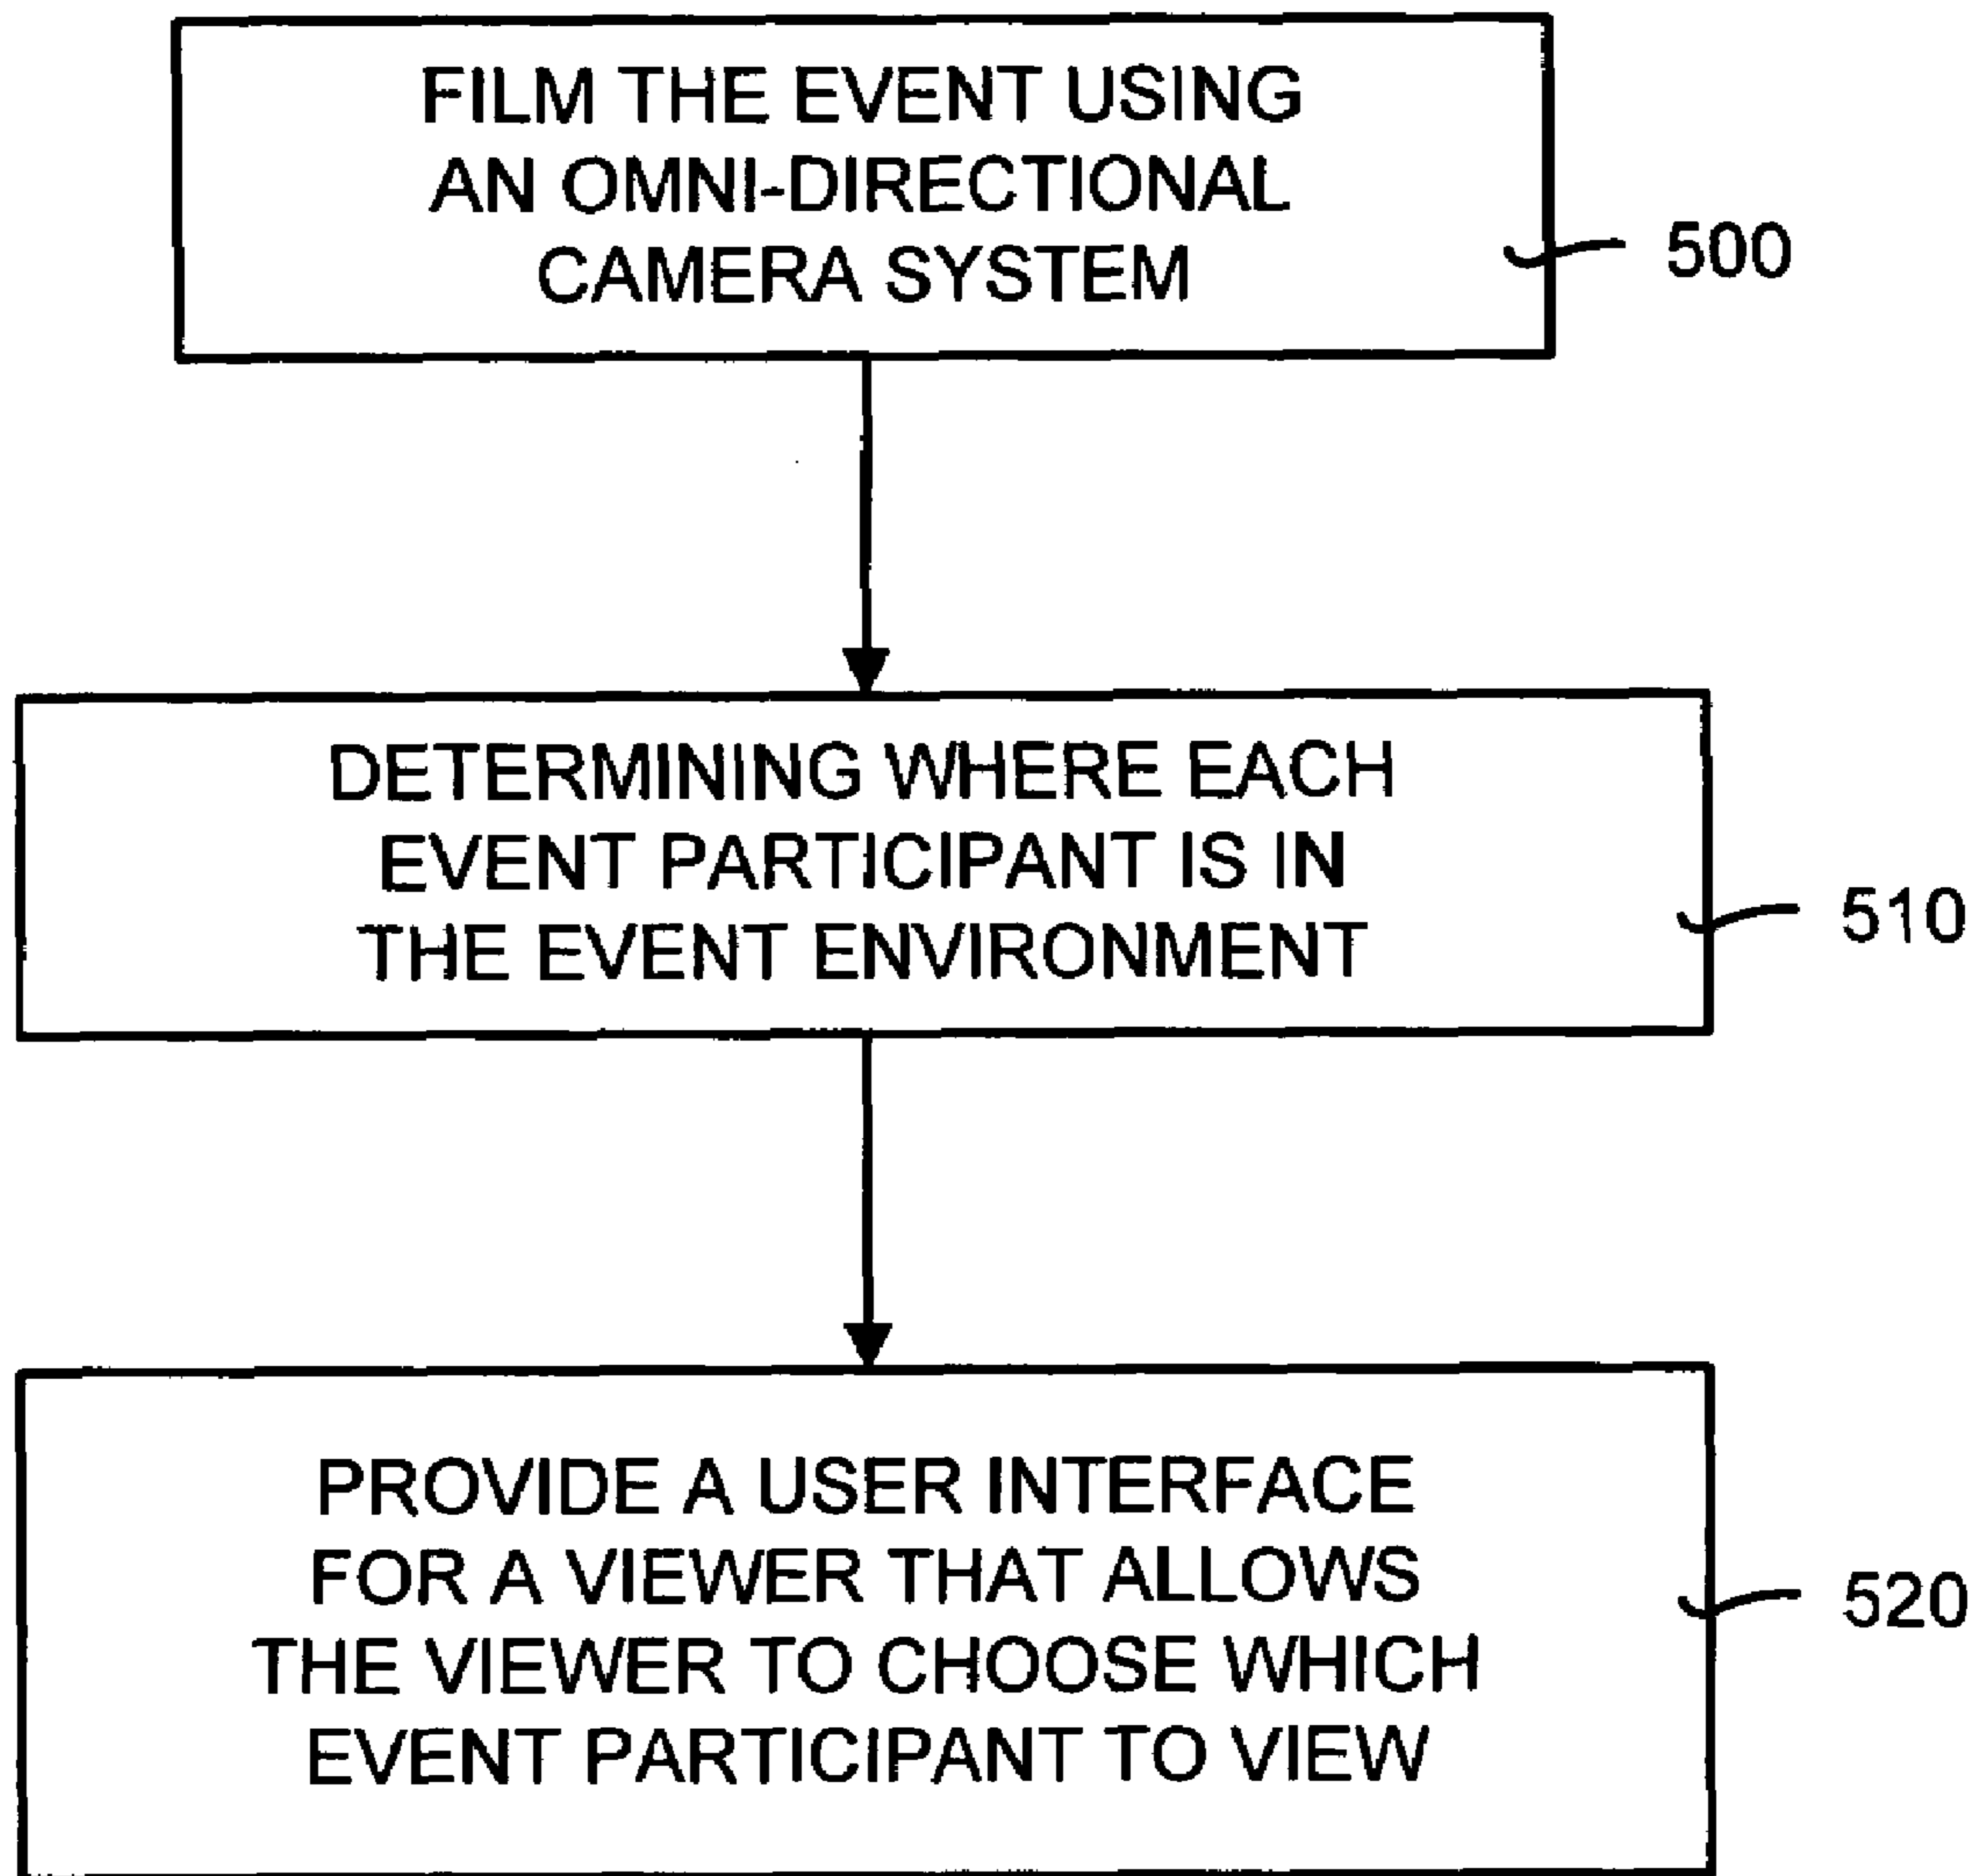 FILM THE EVENT USING
AN OMNI-DIRECTIONAL
CAMERA SYSTEM
500
DETERMINING WHERE EACH
EVENT PARTICIPANT IS IN
THE EVENT ENVIRONMENT
510
PROVIDE A USER INTERFACE
FOR A VIEWER THAT ALLOWS
THE VIEWER TO CHOOSE WHICH
EVENT PARTICIPANT TO VIEW
520